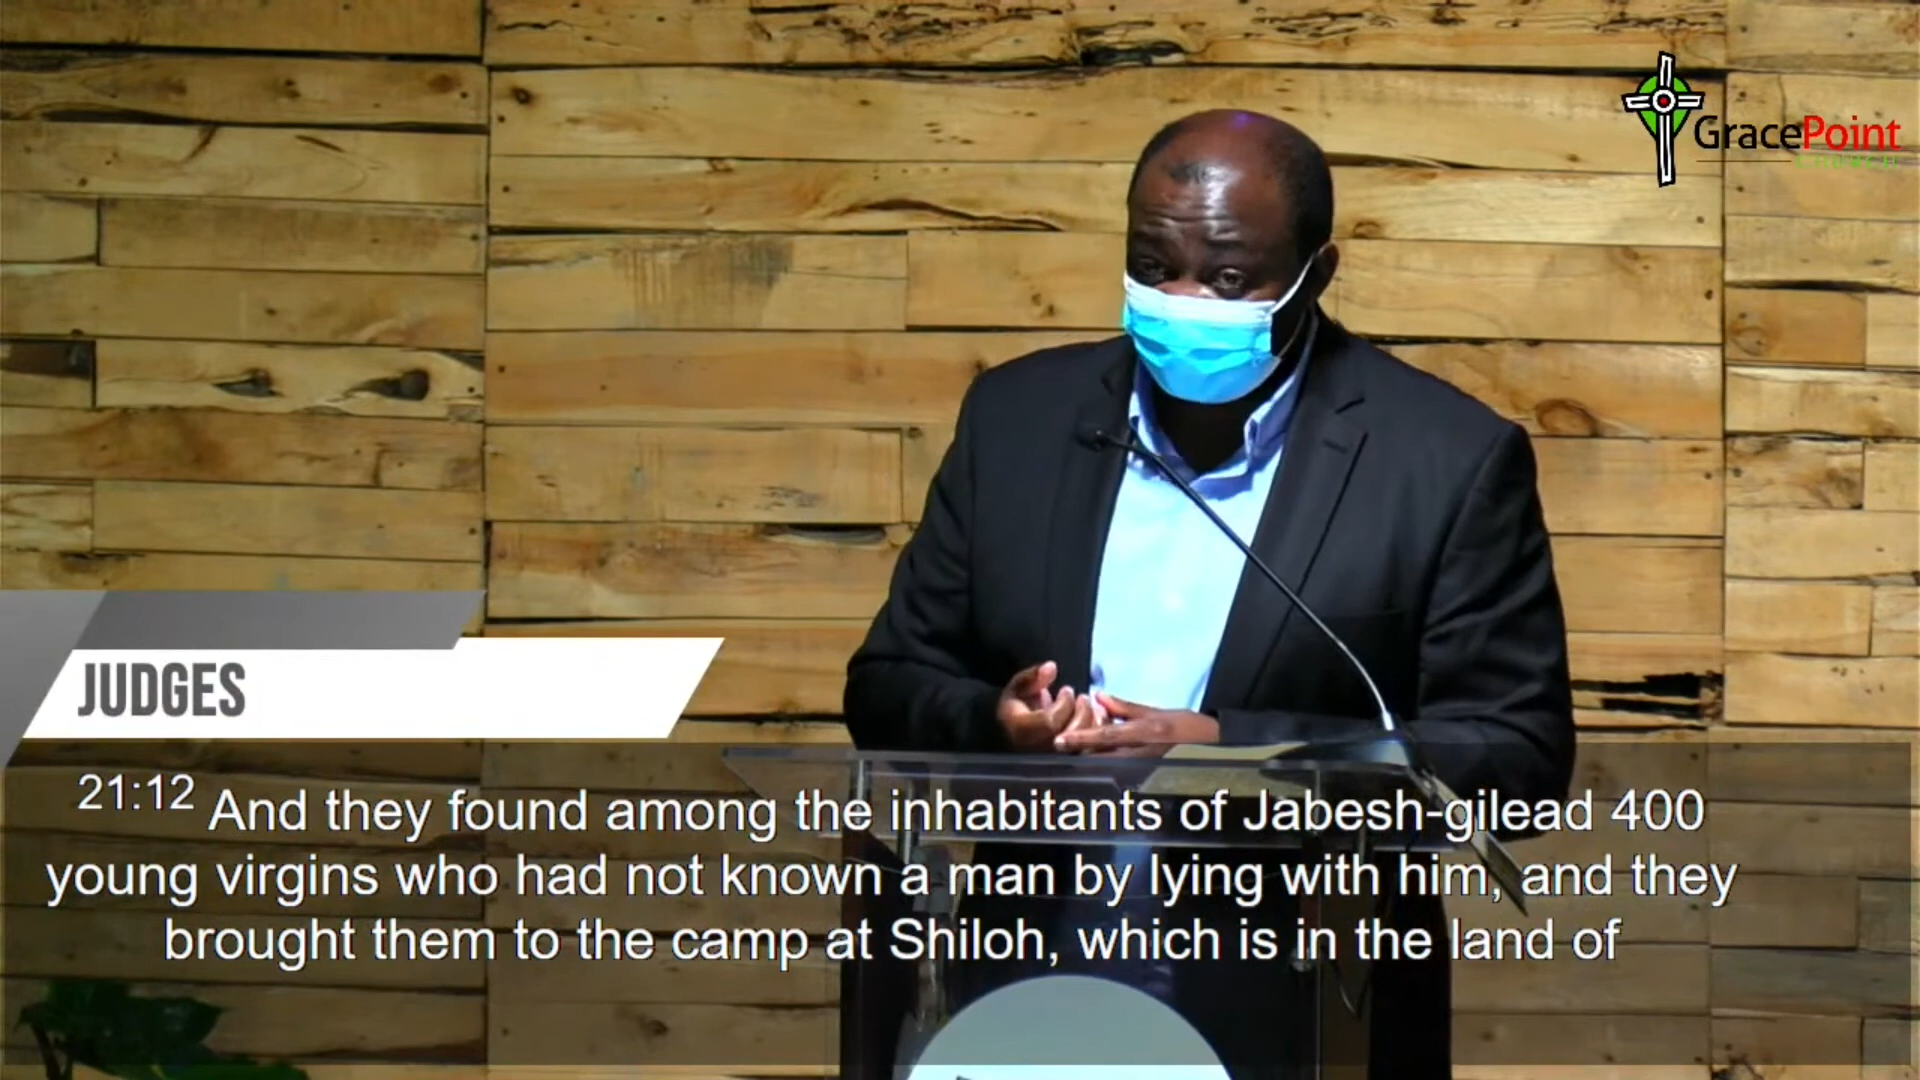 GracePoint
CHURCH
JUDGES
21:12 And they found among the inhabitants of Jabesh-gilead 400
young virgins who had not known a man by lying with him, and they
brought them to the camp at Shiloh, which is in the land of